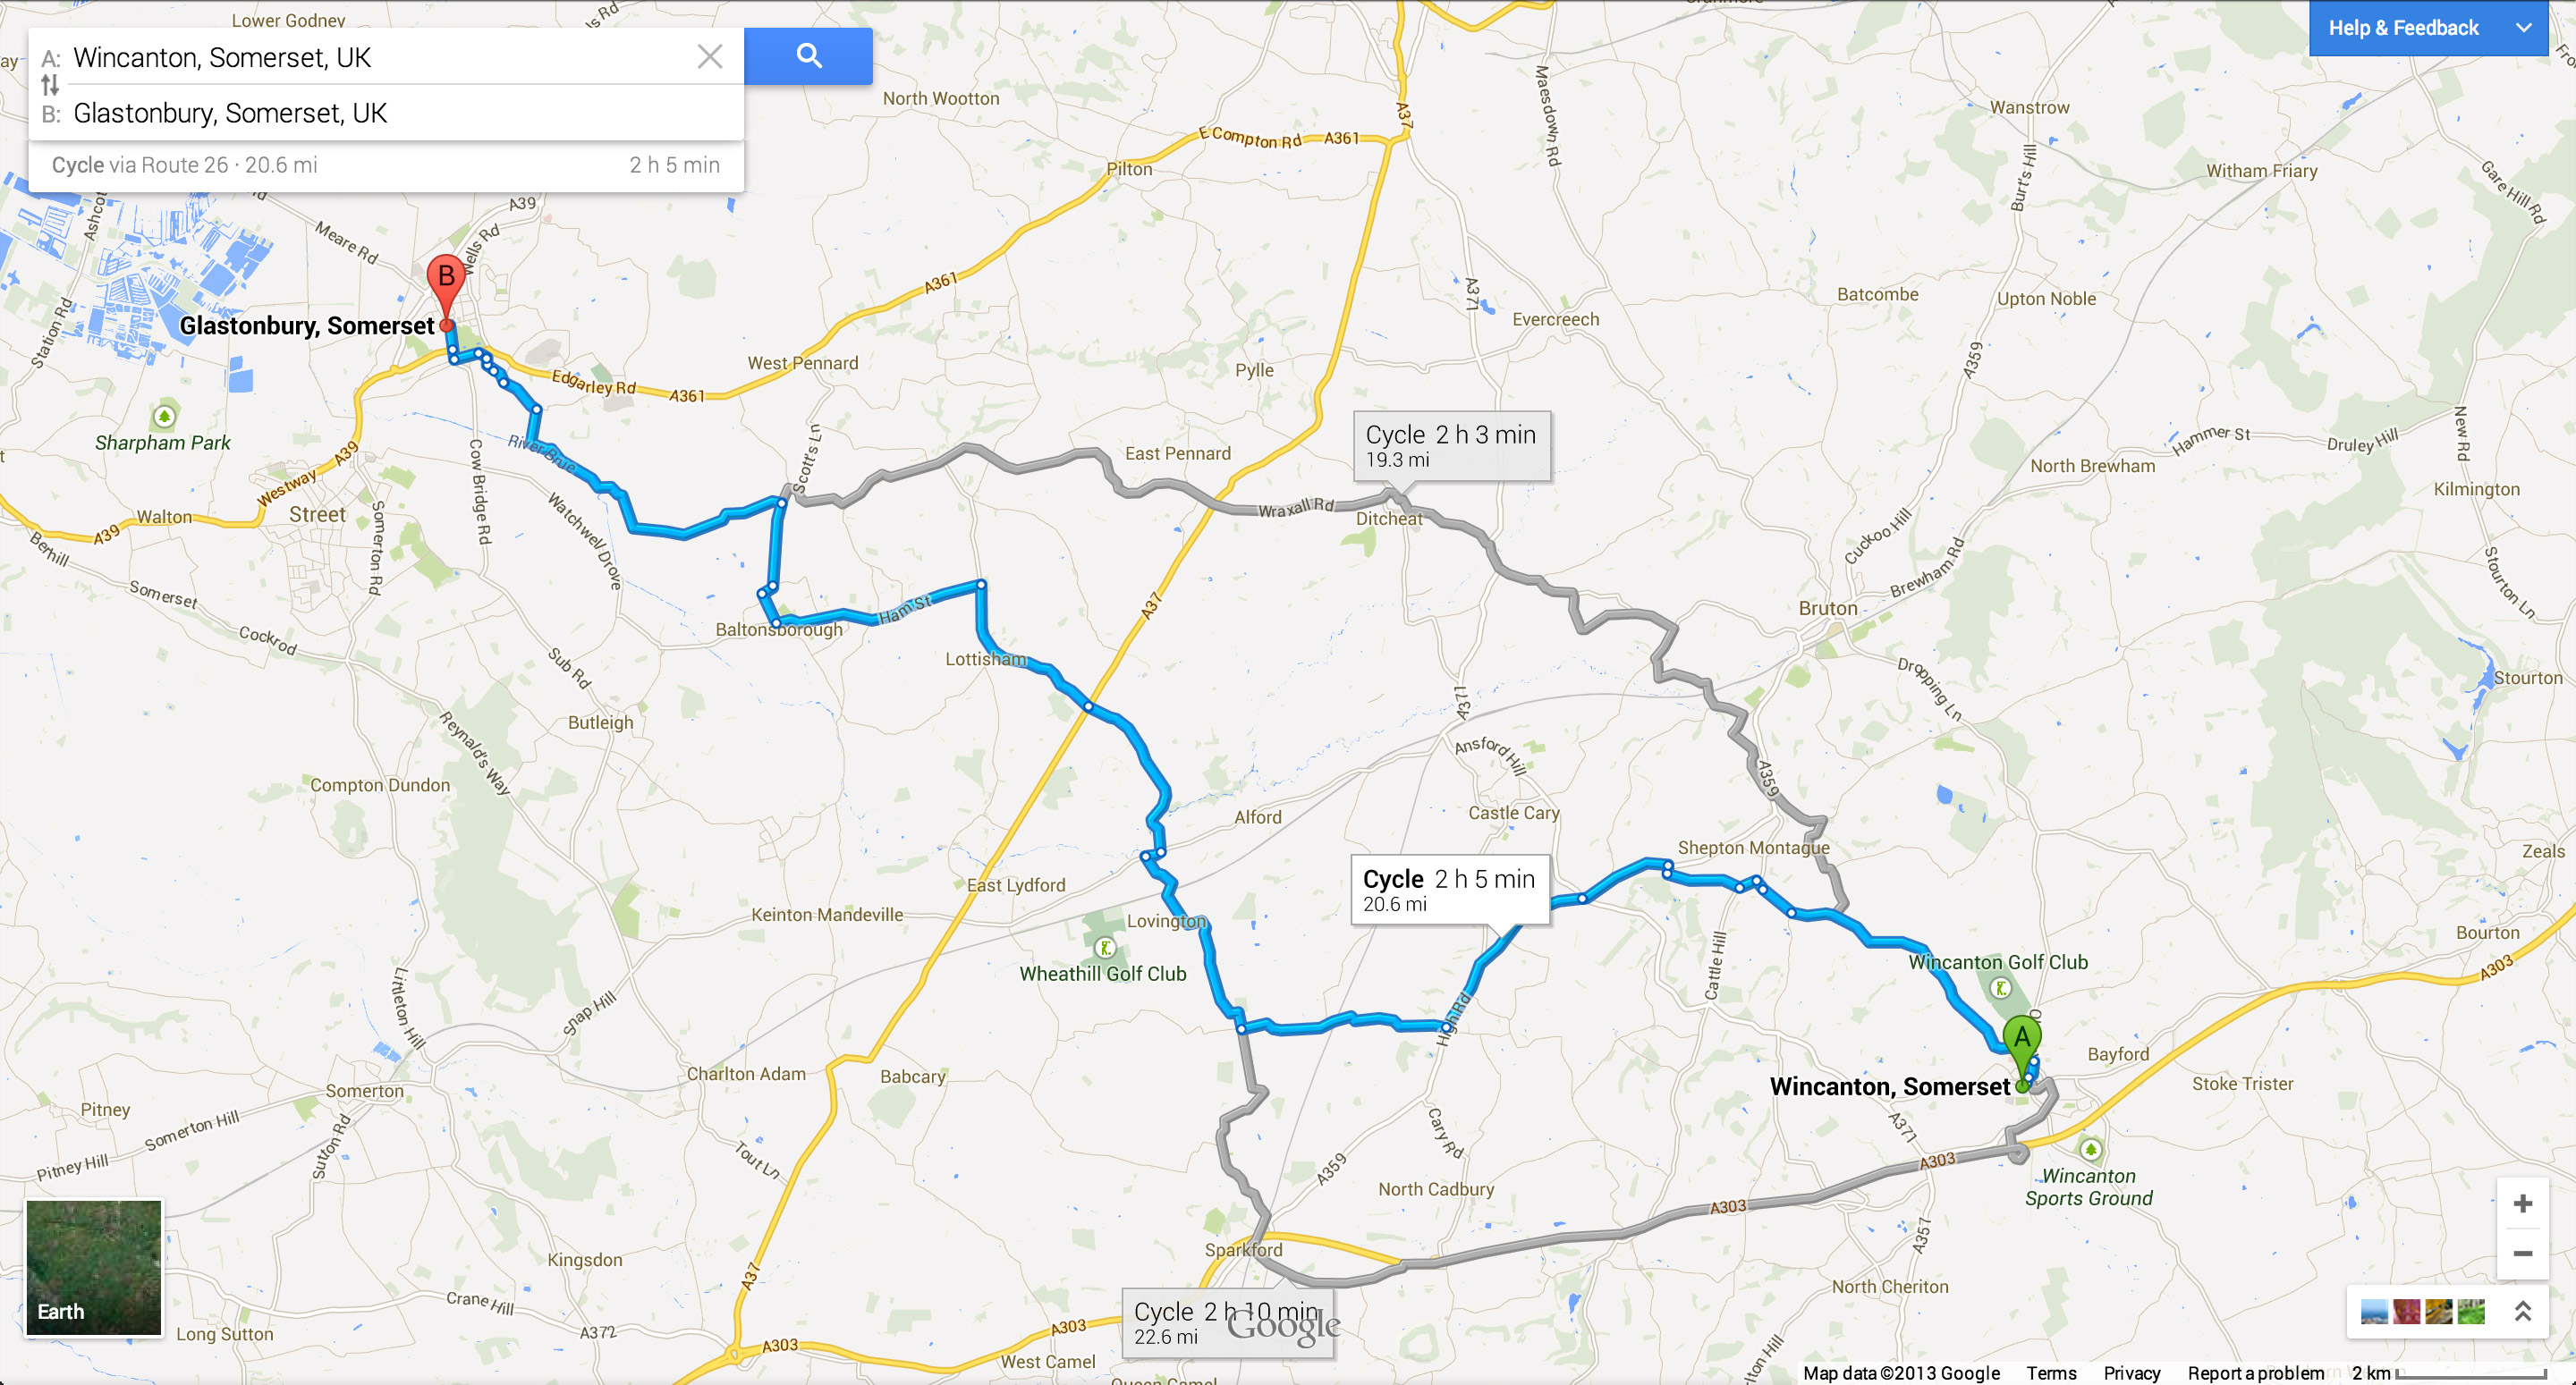 Lower Godney
ls Rd
A: Wincanton, Somerset, UK
B: Glastonbury, Somerset, UK
Cycle via Route 26 · 20.6 mi 2 h 5 min
Help & Feedback
North Wootton
A37
Maesdown Rd
Wanstrow
E Compton Rd
A361
Pilton
Burt's Hill
Witham Friary
Gare Hill Rd
A39
Meare Rd
Wells Rd
B
A361
A371
Batcombe
Upton Noble
Station Rd
Glastonbury, Somerset
Evercreech
A359
West Pennard
Pylle
Edgarley Rd
A361
Sharpham Park
River Brue
Scott's Ln
East Pennard
Cycle 2 h 3 min
19.3 mi
New Rd
Hammer St
Druley Hill
North Brewham
A39
Westway
Cow Bridge Rd
Kilmington
Walton
Street
Somerton Rd
Watchwell Drove
Wraxall Rd
Ditcheat
Cuckoo Hill
A39
Berhill
Brewham Rd
Stourton Ln
Somerset
A37
Bruton
Ham St
Baltonsborough
Cockrod
Sub Rd
Lottisham
Dropping Ln
Stourton
A371
Butleigh
Reynald's Way
Ansford Hill
Compton Dundon
A359
Alford
Castle Cary
Shepton Montague
Zeals
East Lydford
Cycle 2 h 5 min
20.6 mi
Keinton Mandeville
Lovington
Bourton
Wheathill Golf Club
Cattle Hill
Wincanton Golf Club
A303
Littleton Hill
Snap Hill
High Rd
A
Bayford
Charlton Adam
Babcary
Wincanton, Somerset
Stoke Trister
Somerton
Pitney
Somerton Hill
Sutton Rd
Cary Rd
A371
Pitney Hill
Tout Ln
A359
A303
Wincanton
Sports Ground
North Cadbury
A303
A357
Sparkford
Kingsdon
A37
North Cheriton
Earth
Crane Hill
Cycle 2 h 10 min
22.6 mi
Google
Long Sutton
A372
A303
A303
West Camel
Queen Camel
Map data ©2013 Google Terms Privacy Report a problem 2 km